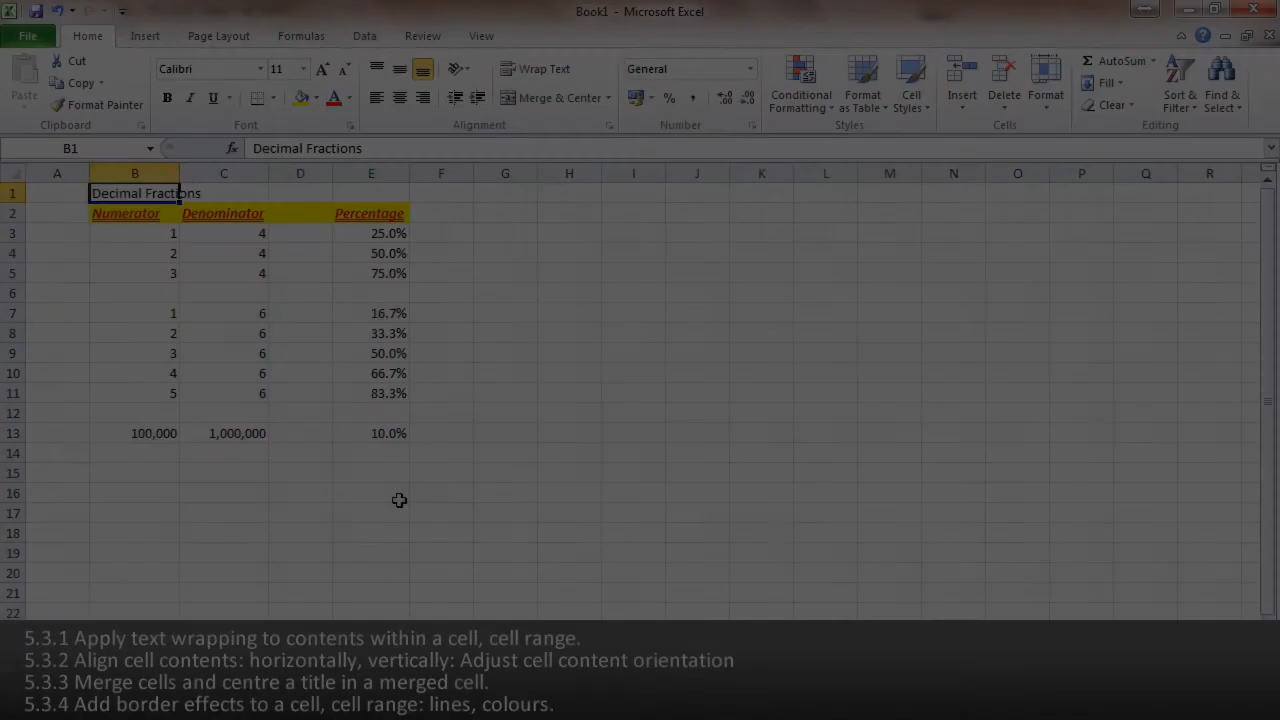 Book1 - Microsoft Excel
File Home Insert Page Layout Formulas Data Review View
Paste
Cut
Copy
Format Painter
Clipboard
Calibri 11
B I U A
Font
Wrap Text
Merge & Center
Alignment
General
% ,
Number
Conditional Formatting
Format as Table
Cell Styles
Styles
Insert Delete Format
Cells
Σ AutoSum
Fill
Clear
Sort & Filter
Find & Select
Editing
B1 fx Decimal Fractions
A B C D E F G H I J K L M N O P Q R
1 Decimal Fractions
2 Numerator Denominator Percentage
3 1 4 25.0%
4 2 4 50.0%
5 3 4 75.0%
6
7 1 6 16.7%
8 2 6 33.3%
9 3 6 50.0%
10 4 6 66.7%
11 5 6 83.3%
12
13 100,000 1,000,000 10.0%
14
15
16
17
18
19
20
21
22
5.3.1 Apply text wrapping to contents within a cell, cell range.
5.3.2 Align cell contents: horizontally, vertically: Adjust cell content orientation
5.3.3 Merge cells and centre a title in a merged cell.
5.3.4 Add border effects to a cell, cell range: lines, colours.